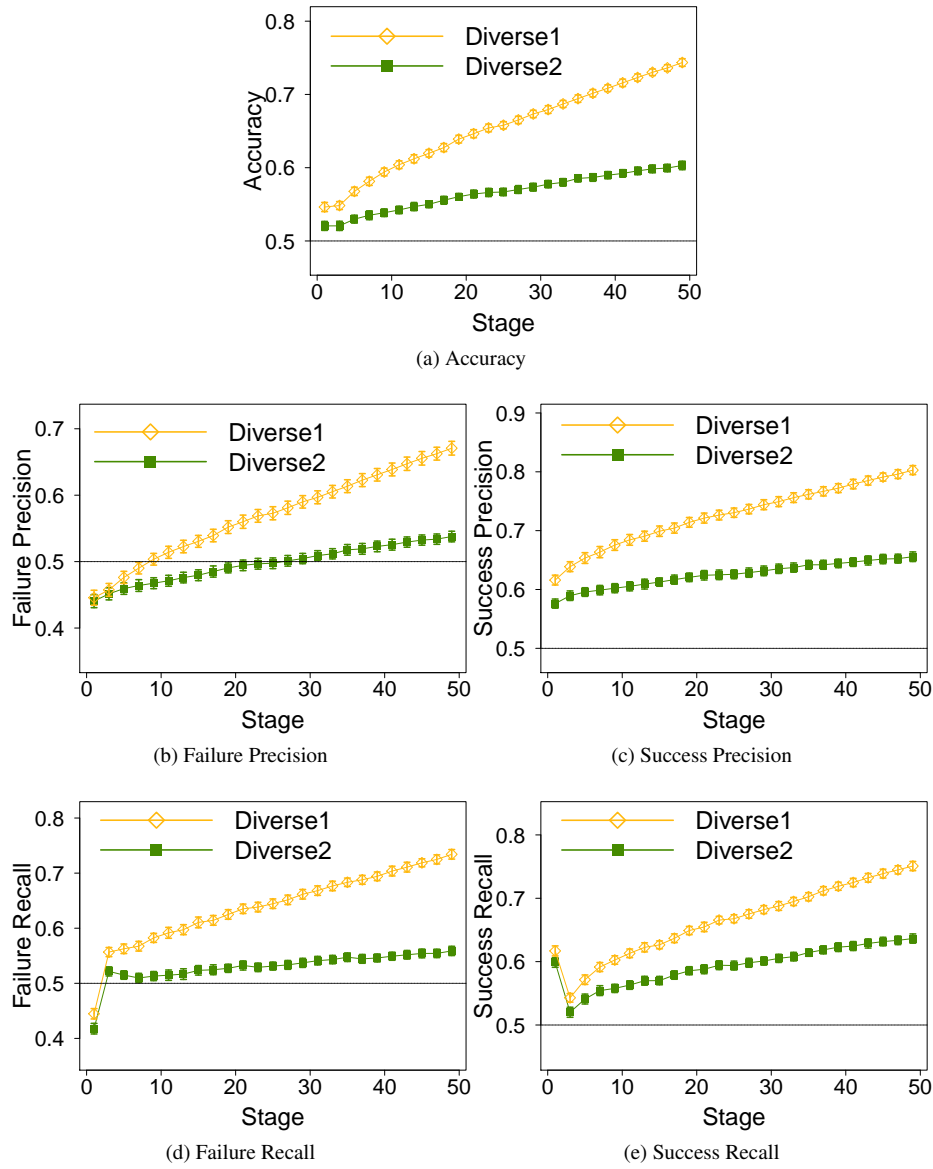 Accuracy
0.8
0.7
0.6
0.5
Diverse1
Diverse2
0 10 20 30 40 50
Stage
(a) Accuracy
Failure Precision
0.7
0.6
0.5
0.4
Diverse1
Diverse2
0 10 20 30 40 50
Stage
(b) Failure Precision
Success Precision
0.9
0.8
0.7
0.6
0.5
Diverse1
Diverse2
0 10 20 30 40 50
Stage
(c) Success Precision
Failure Recall
0.8
0.7
0.6
0.5
0.4
Diverse1
Diverse2
0 10 20 30 40 50
Stage
(d) Failure Recall
Success Recall
0.8
0.7
0.6
0.5
Diverse1
Diverse2
0 10 20 30 40 50
Stage
(e) Success Recall